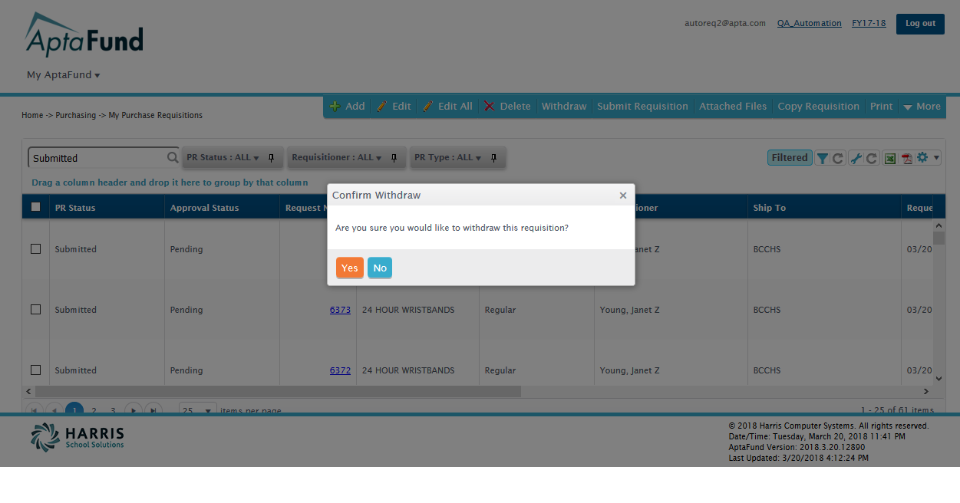 AptaFund
autoreq2@apta.com QA_Automation FY17-18 Log out
My AptaFund
Home -> Purchasing -> My Purchase Requisitions
Add Edit Edit All Delete Withdraw Submit Requisition Attached Files Copy Requisition Print More
Submitted PR Status : ALL Requisitioner : ALL PR Type : ALL Filtered
Drag a column header and drop it here to group by that column
Confirm Withdraw
PR Status Approval Status Request Ship To Reque
Are you sure you would like to withdraw this requisition?
Submitted Pending BCCHS 03/20
Yes No
Submitted Pending 6373 24 HOUR WRISTBANDS Regular Young, Janet Z BCCHS 03/20
Submitted Pending 6372 24 HOUR WRISTBANDS Regular Young, Janet Z BCCHS 03/20
1 2 3 25 items per page 1 - 25 of 61 items
HARRIS
School Solutions
© 2018 Harris Computer Systems. All rights reserved.
Date/Time: Tuesday, March 20, 2018 11:41 PM
AptaFund Version: 2018.3.20.12890
Last Updated: 3/20/2018 4:12:24 PM